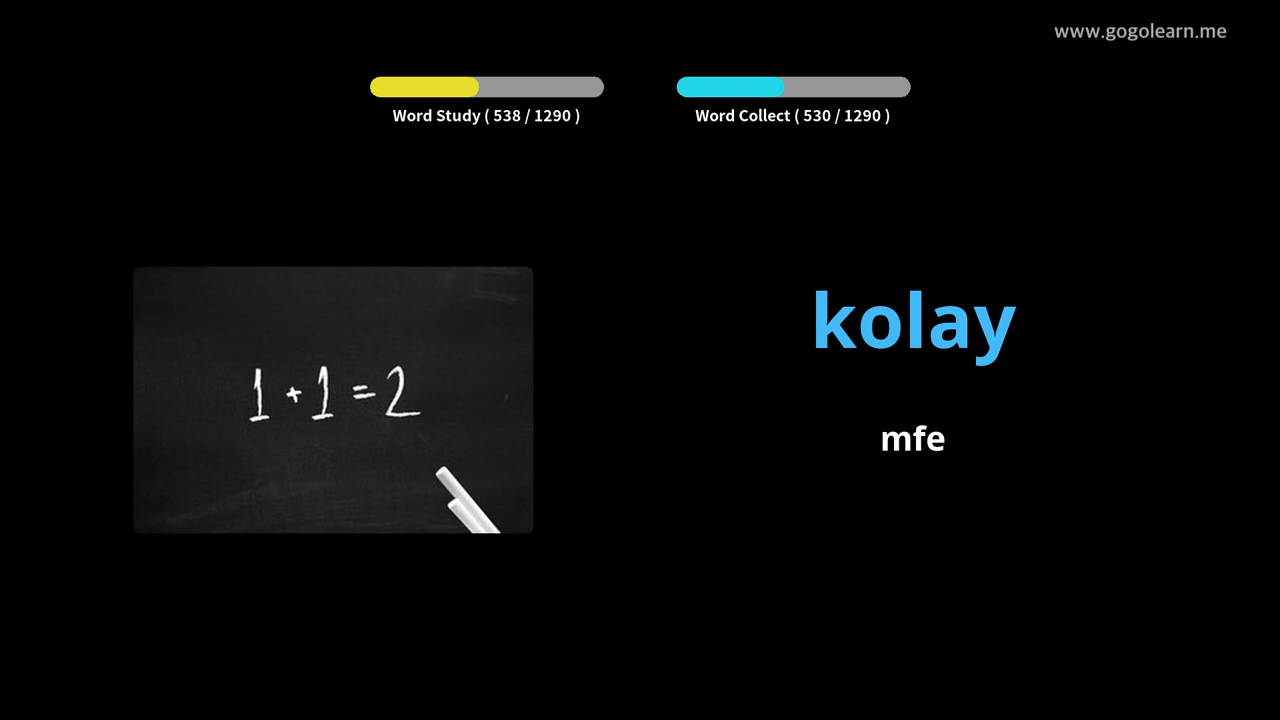 www.gogolearn.me
Word Study ( 538 / 1290 )
Word Collect ( 530 / 1290 )
1 + 1 = 2
kolay
mfe